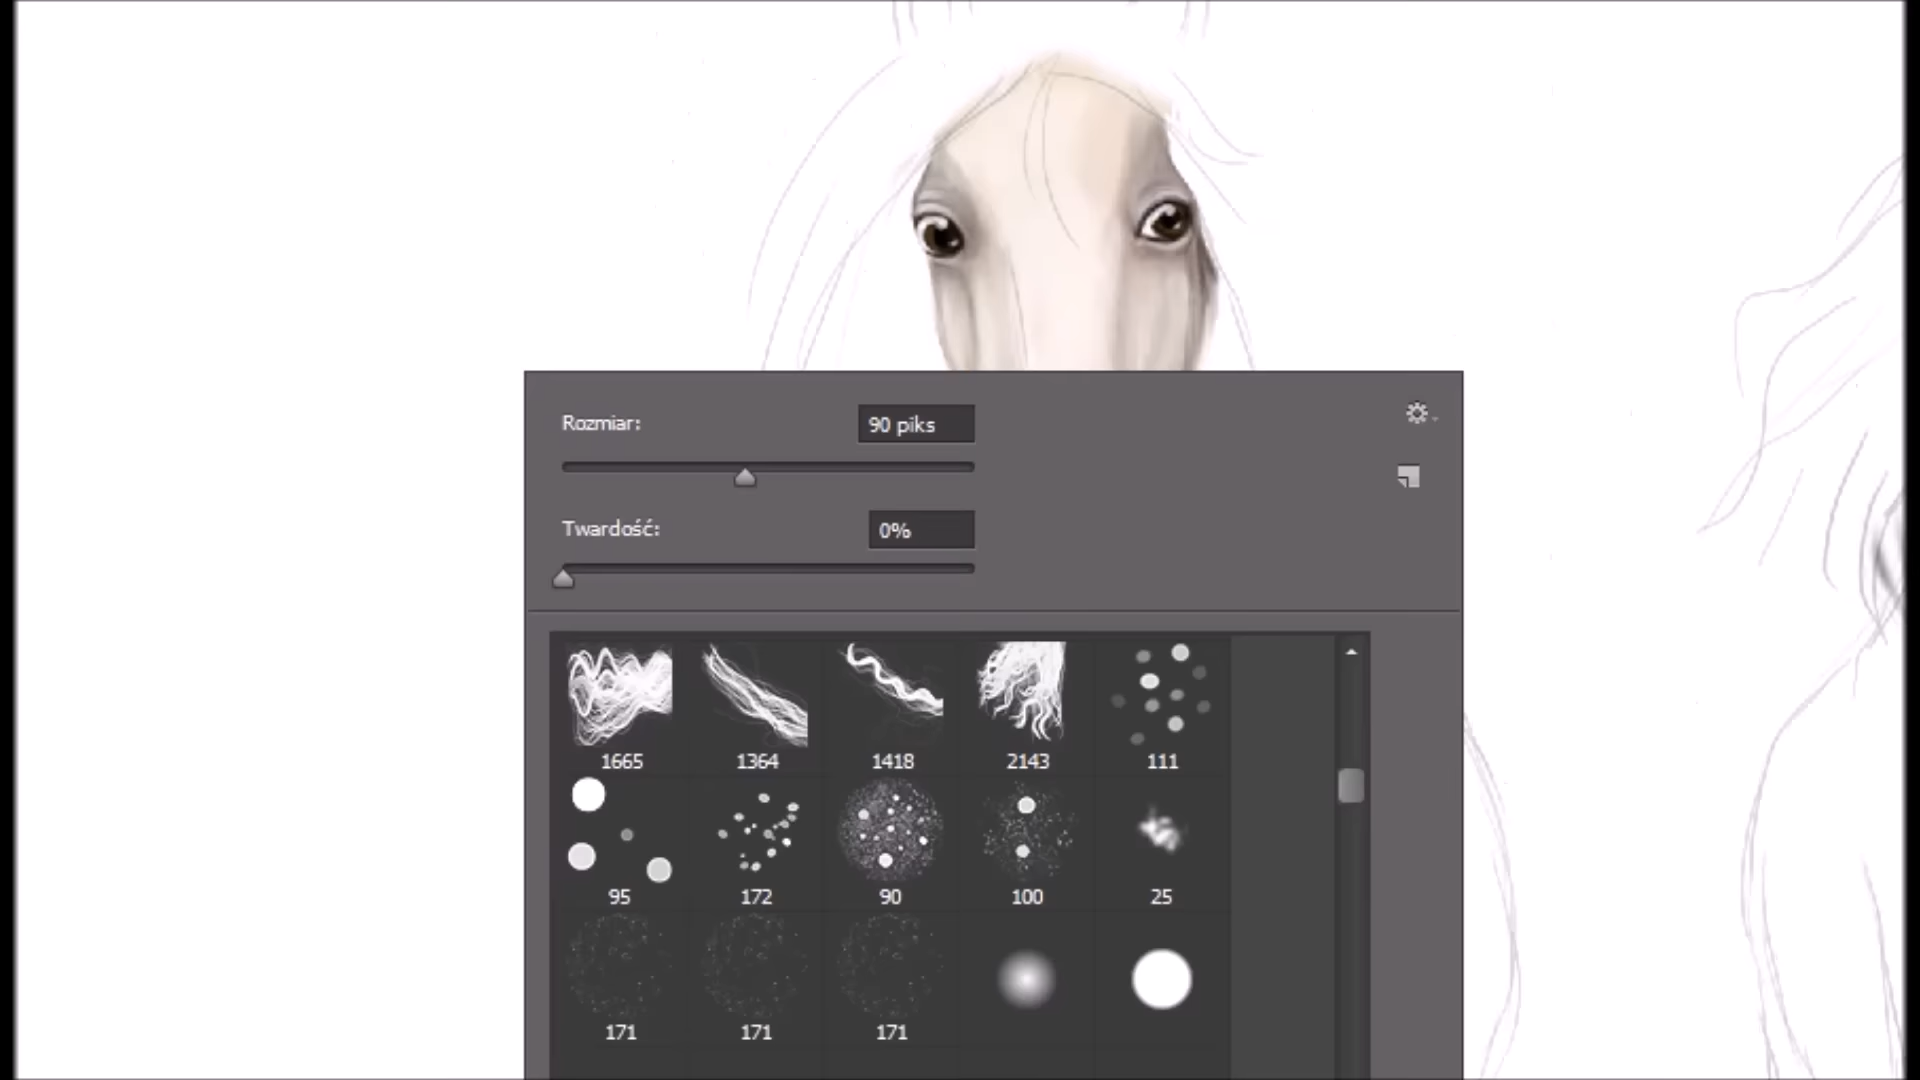 Rozmiar: 90 piks
Twardość: 0%
1665 1364 1418 2143 111
95 172 90 100 25
171 171 171